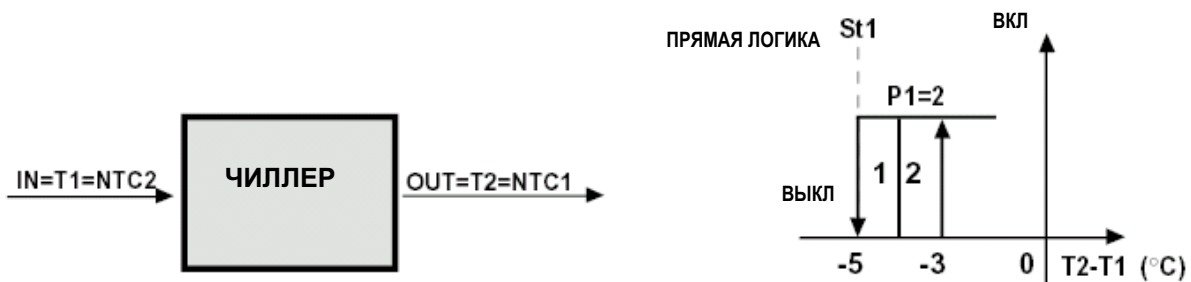 IN=T1=NTC2
ЧИЛЛЕР
OUT=T2=NTC1
ПРЯМАЯ ЛОГИКА
St1
ВКЛ
P1=2
1
2
ВЫКЛ
-5
-3
0
T2-T1 (°C)